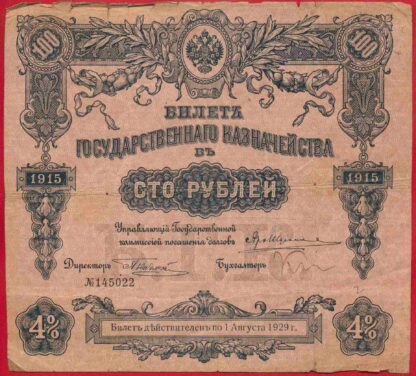 100 100
БИЛЕТЪ
ГОСУДАРСТВЕННАГО КАЗНАЧЕЙСТВА
ВЪ
1915 СТО РУБЛЕЙ 1915
Управляющій Государственной
коммиссіей погашенія долговъ
Директоръ Бухгалтеръ
№145022
4% Билетъ дѣйствителенъ по 1 Августа 1929 г. 4%